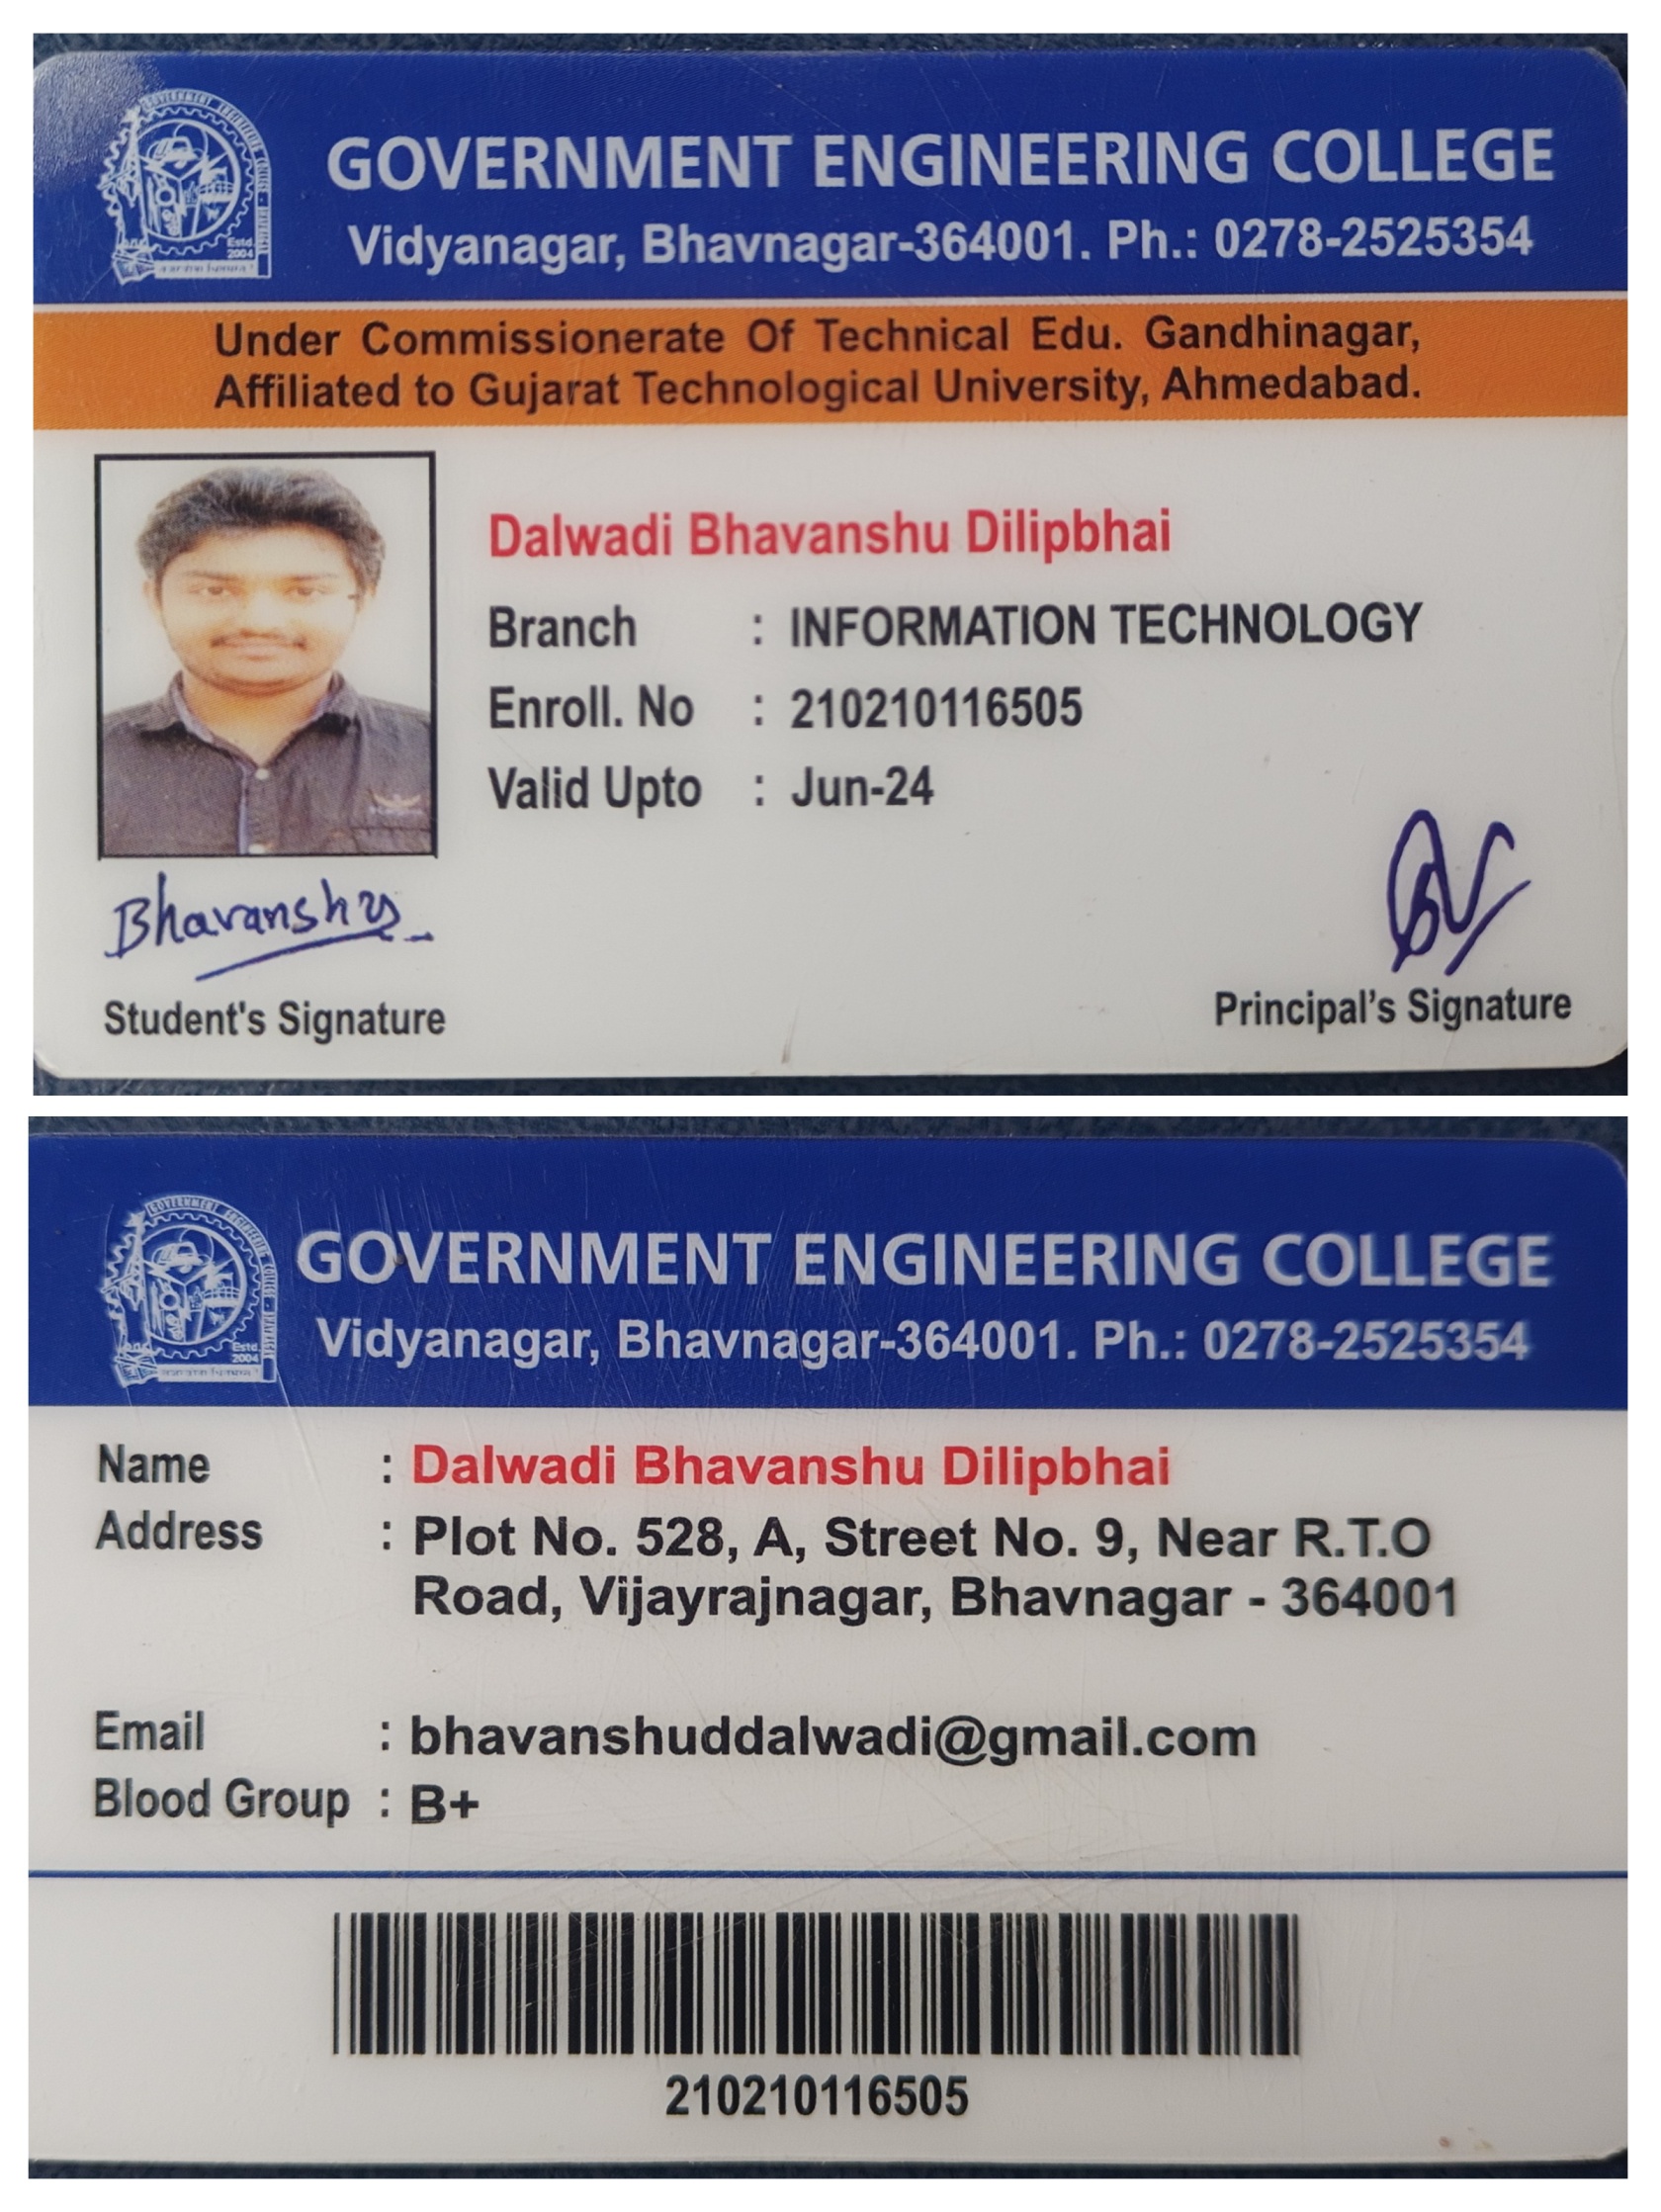 GOVERNMENT ENGINEERING COLLEGE
Vidyanagar, Bhavnagar-364001. Ph.: 0278-2525354
Estd.
2004
Under Commissionerate Of Technical Edu. Gandhinagar,
Affiliated to Gujarat Technological University, Ahmedabad.
Dalwadi Bhavanshu Dilipbhai
Branch : INFORMATION TECHNOLOGY
Enroll. No : 210210116505
Valid Upto : Jun-24
Bhavanshu
Student's Signature
Principal's Signature
GOVERNMENT ENGINEERING COLLEGE
Vidyanagar, Bhavnagar-364001. Ph.: 0278-2525354
Estd.
2004
Name : Dalwadi Bhavanshu Dilipbhai
Address : Plot No. 528, A, Street No. 9, Near R.T.O
Road, Vijayrajnagar, Bhavnagar - 364001
Email : bhavanshuddalwadi@gmail.com
Blood Group : B+
210210116505